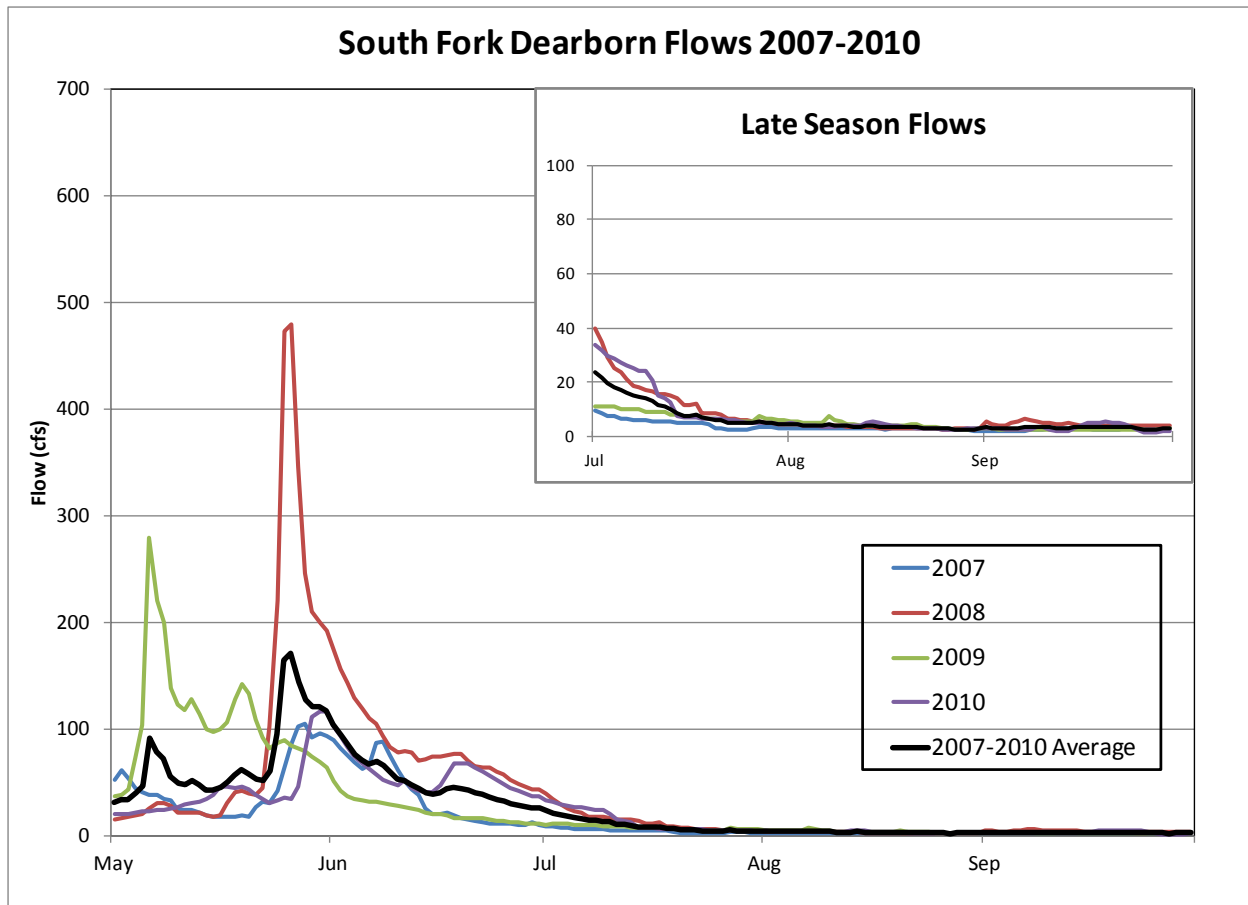 South Fork Dearborn Flows 2007-2010
700
600
500
400
300
200
100
0
Flow (cfs)
May
Jun
Jul
Aug
Sep
Late Season Flows
100
80
60
40
20
0
Jul
Aug
Sep
2007
2008
2009
2010
2007-2010 Average